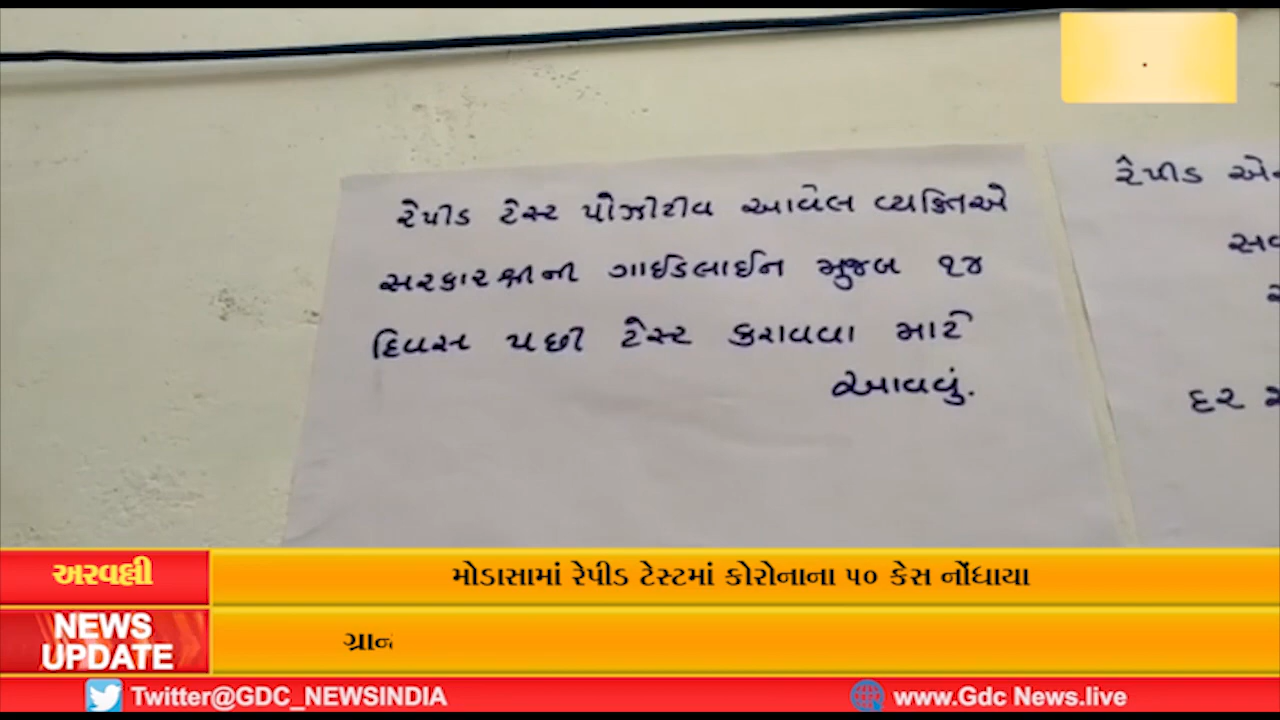 રેપીડ ટેસ્ટ પોઝીટીવ આવેલ વ્યક્તિએ
સરકારશ્રીની ગાઈડલાઈન મુજબ ૧૪
દિવસ પછી ટેસ્ટ કરાવવા માટે
આવવું.
રેપીડ
દર
અરવલ્લી
મોડાસામાં રેપીડ ટેસ્ટમાં કોરોનાના ૫૦ કેસ નોંધાયા
NEWS
UPDATE
ગ્રાન
Twitter@GDC_NEWSINDIA
www.Gdc News.live